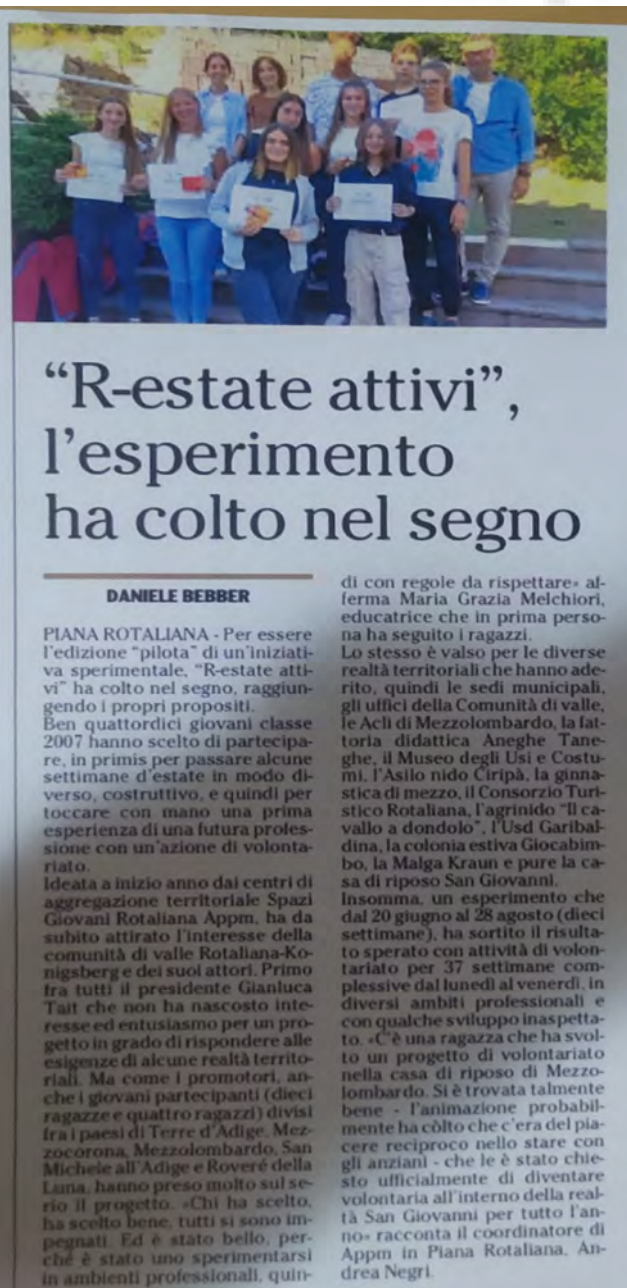 “R-estate attivi”,
l’esperimento
ha colto nel segno
DANIELE BEBBER
PIANA ROTALIANA - Per essere
l’edizione “pilota” di un’iniziati-
va sperimentale, “R-estate atti-
vi” ha colto nel segno, raggiun-
gendo i propri propositi.
Ben quattordici giovani classe
2007 hanno scelto di partecipa-
re, in primis per passare alcune
settimane d’estate in modo di-
verso, costruttivo, e quindi per
toccare con mano una prima
esperienza di una futura profes-
sione con un’azione di volonta-
riato.
Ideata a inizio anno dai centri di
aggregazione territoriale Spazi
Giovani Rotaliana Appm, ha da
subito attirato l’interesse della
comunità di valle Rotaliana-Ko-
nigsberg e dei suoi attori. Primo
fra tutti il presidente Gianluca
Tait che non ha nascosto inte-
resse ed entusiasmo per un pro-
getto in grado di rispondere alle
esigenze di alcune realtà territo-
riali. Ma come i promotori, an-
che i giovani partecipanti (dieci
ragazze e quattro ragazzi) divisi
fra i paesi di Terre d’Adige, Mez-
zocorona, Mezzolombardo, San
Michele all’Adige e Roveré della
Luna, hanno preso molto sul se-
rio il progetto. «Chi ha scelto,
ha scelto bene, tutti si sono im-
pegnati. Ed è stato bello, per-
ché è stato uno sperimentarsi
in ambienti professionali, quin-
di con regole da rispettare» af-
ferma Maria Grazia Melchiori,
educatrice che in prima perso-
na ha seguito i ragazzi.
Lo stesso è valso per le diverse
realtà territoriali che hanno ade-
rito, quindi le sedi municipali,
gli uffici della Comunità di valle,
le Acli di Mezzolombardo, la fat-
toria didattica Aneghe Tane-
ghe, il Museo degli Usi e Costu-
mi, l’Asilo nido Ciripà, la ginna-
stica di mezzo, il Consorzio Turi-
stico Rotaliana, l’agrinido “Il ca-
vallo a dondolo”, l’Usd Garibal-
dina, la colonia estiva Giocabim-
bo, la Malga Kraun e pure la ca-
sa di riposo San Giovanni.
Insomma, un esperimento che
dal 20 giugno al 28 agosto (dieci
settimane), ha sortito il risulta-
to sperato con attività di volon-
tariato per 37 settimane com-
plessive dal lunedì al venerdì, in
diversi ambiti professionali e
con qualche sviluppo inaspetta-
to. «C’è una ragazza che ha svol-
to un progetto di volontariato
nella casa di riposo di Mezzo-
lombardo. Si è trovata talmente
bene - l’animazione probabil-
mente ha còlto che c’era del pia-
cere reciproco nello stare con
gli anziani - che le è stato chie-
sto ufficialmente di diventare
volontaria all’interno della real-
tà San Giovanni per tutto l’an-
no» racconta il coordinatore di
Appm in Piana Rotaliana, An-
drea Negri.